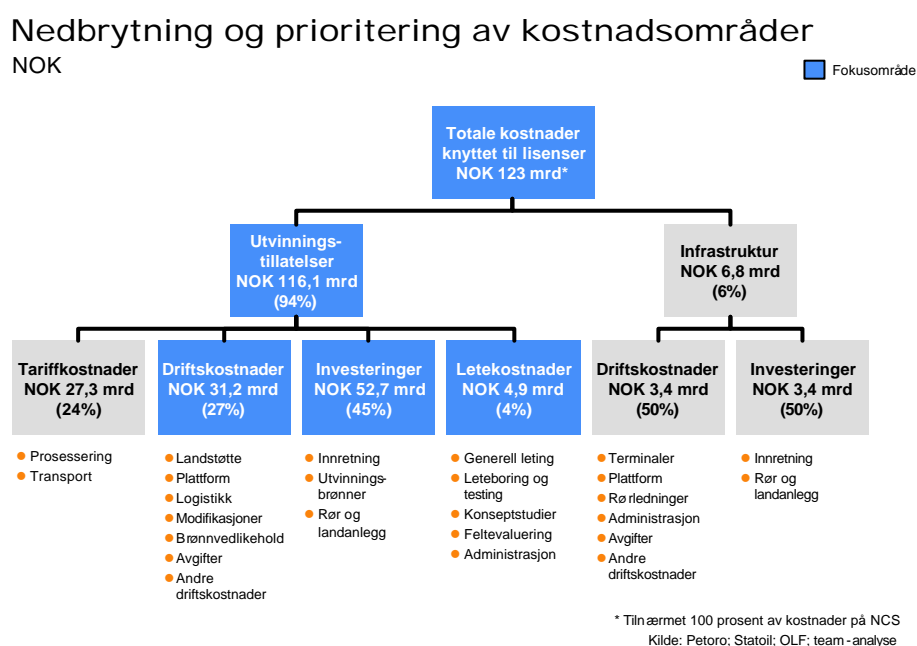 Nedbrytning og prioritering av kostnadsområder
NOK
Fokusområde
Totale kostnader
knyttet til lisenser
NOK 123 mrd*
Utvinnings-
tillatelser
NOK 116,1 mrd
(94%)
Infrastruktur
NOK 6,8 mrd
(6%)
Tariffkostnader
NOK 27,3 mrd
(24%)
Driftskostnader
NOK 31,2 mrd
(27%)
Investeringer
NOK 52,7 mrd
(45%)
Letekostnader
NOK 4,9 mrd
(4%)
Driftskostnader
NOK 3,4 mrd
(50%)
Investeringer
NOK 3,4 mrd
(50%)
Prosessering
Transport
Landstøtte
Plattform
Logistikk
Modifikasjoner
Brønnvedlikehold
Avgifter
Andre
driftskostnader
Innretning
Utvinnings-
brønner
Rør og
landanlegg
Generell leting
Leteboring og
testing
Konseptstudier
Feltevaluering
Administrasjon
Terminaler
Plattform
Rørledninger
Administrasjon
Avgifter
Andre
driftskostnader
Innretning
Rør og
landanlegg
* Tilnærmet 100 prosent av kostnader på NCS
Kilde: Petoro; Statoil; OLF; team-analyse